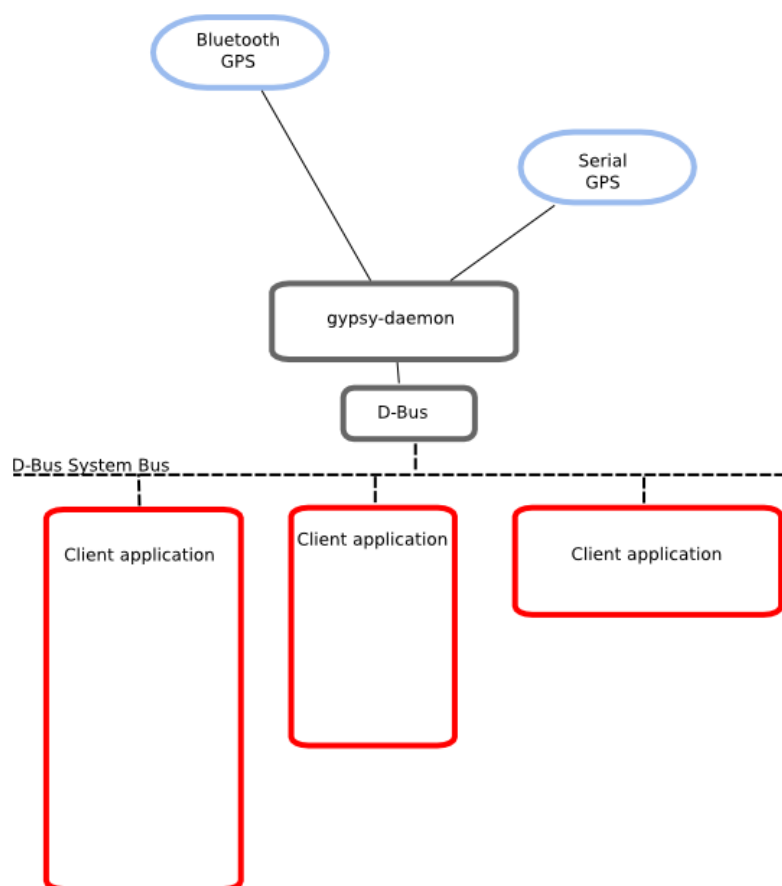 Bluetooth
GPS
Serial
GPS
gypsy-daemon
D-Bus
D-Bus System Bus
Client application
Client application
Client application